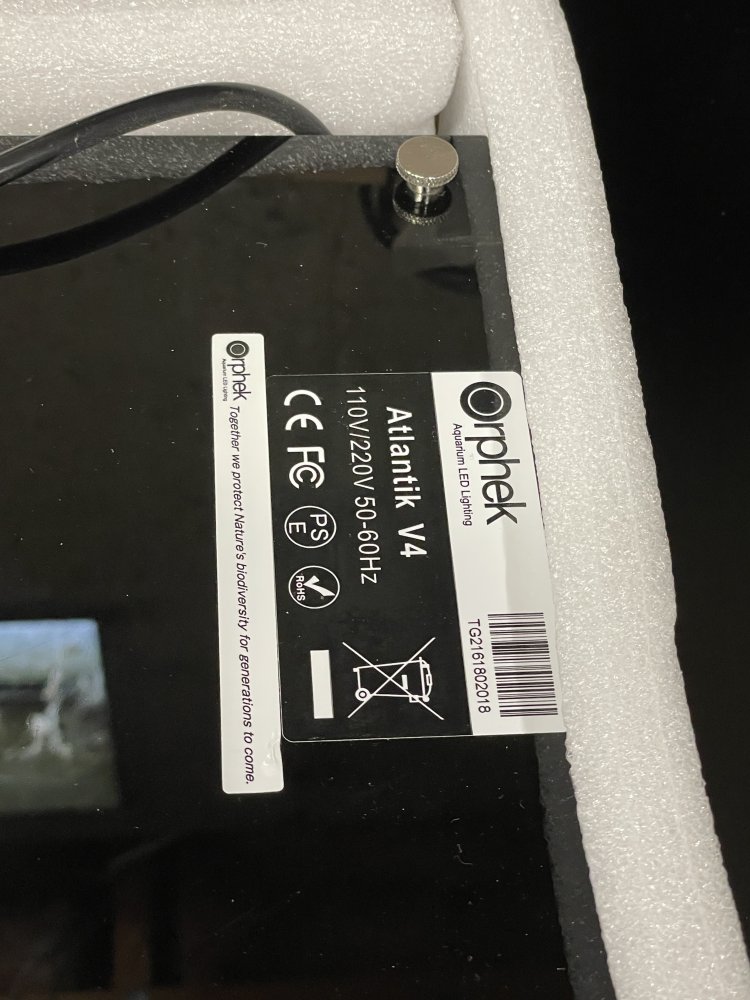 Orphek
Aquarium LED Lighting
TG2161802018
Atlantik V4
110V/220V 50-60Hz
CE FC PS E RoHS
Orphek Together we protect Nature's biodiversity for generations to come.
Aquarium LED Lighting